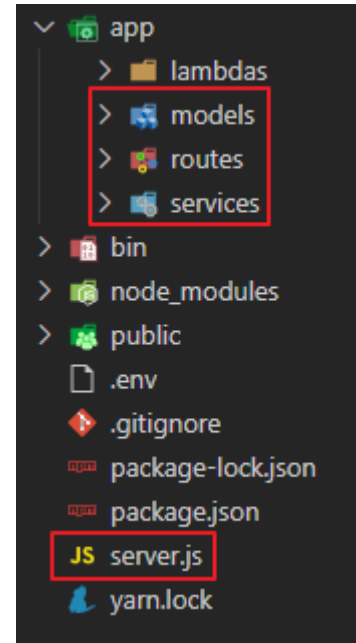 app
lambdas
models
routes
services
bin
node_modules
public
.env
.gitignore
package-lock.json
package.json
JS server.js
yarn.lock